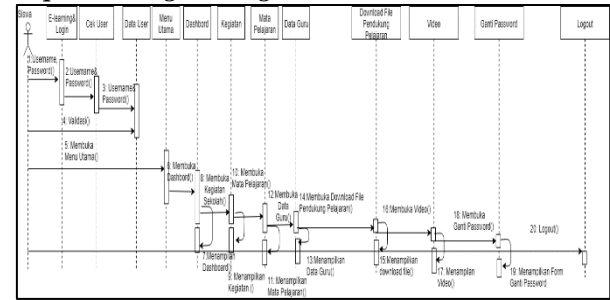 Siswa
E-learning&
Login
Cek User
Data User
Menu
Utama
Dashbord
Kegiatan
Mata
Pelajaran
Data Guru
Download File
Pendukung
Pelajaran
Video
Ganti Password
Logout
1:Username,
Password()
2:Username&
Password()
3: Username&
Password()
4: Validasi()
5: Membuka
Menu Utama()
6: Membuka
Dashbord()
7:Menampilan
Dashboard()
8: Membuka
Kegiatan
Sekolah()
9: Menampilkan
Kegiatan ()
10: Membuka
Mata Pelajaran()
11: Menampilkan
Mata Pelajaran()
12:Membuka
Data
Guru()
13:Menampilkan
Data Guru()
14:Membuka Download File
Pendukung Pelajaran()
15:Menampilkan
download file()
16:Membuka Video()
17: Menampilan
Video()
18: Membuka
Ganti Password()
19: Menampilkan Form
Ganti Password
20. Logout()